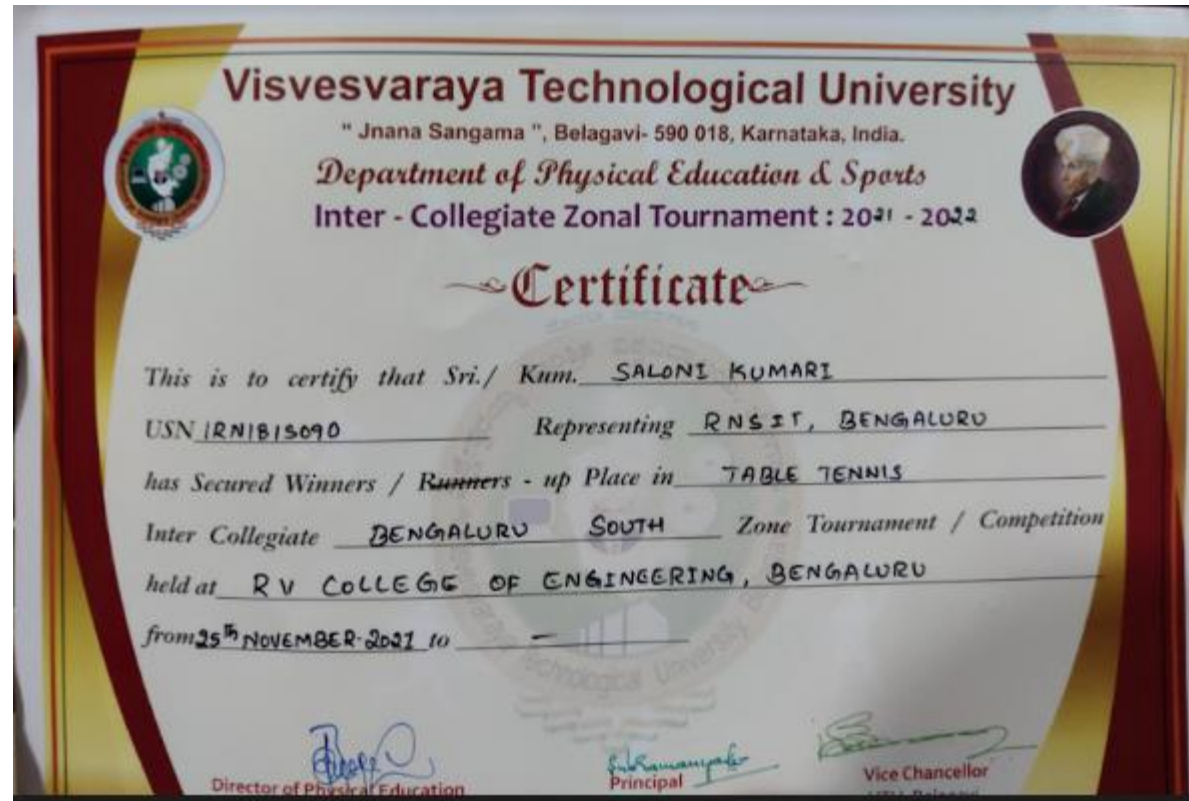 Visvesvaraya Technological University
" Jnana Sangama ", Belagavi- 590 018, Karnataka, India.
Department of Physical Education & Sports
Inter - Collegiate Zonal Tournament : 2021 - 2022
Certificate
This is to certify that Sri./ Kum. SALONI KUMARI
USN 1RN18IS090 Representing RNSIT, BENGALURU
has Secured Winners / Runners - up Place in TABLE TENNIS
Inter Collegiate BENGALURU SOUTH Zone Tournament / Competition
held at RV COLLEGE OF ENGINEERING, BENGALURU
from 25th NOVEMBER-2021 to –
Director of Physical Education Principal Vice Chancellor